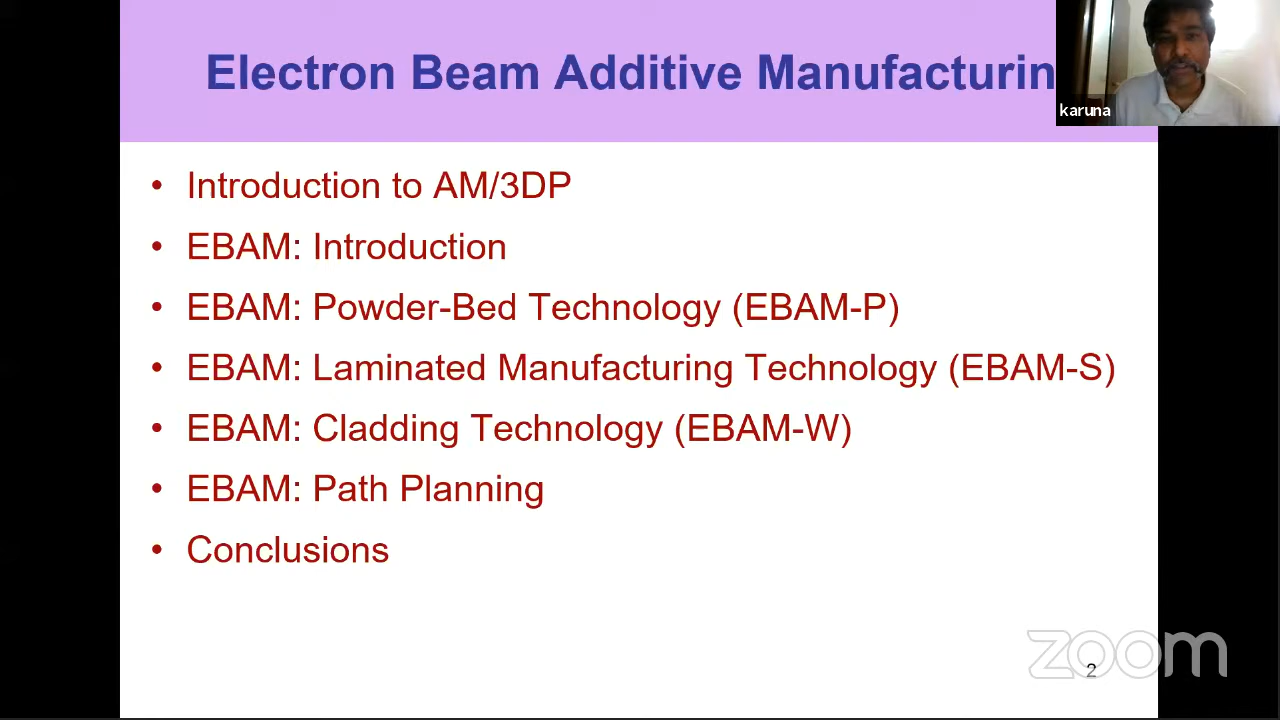 Electron Beam Additive Manufacturin
karuna
• Introduction to AM/3DP
• EBAM: Introduction
• EBAM: Powder-Bed Technology (EBAM-P)
• EBAM: Laminated Manufacturing Technology (EBAM-S)
• EBAM: Cladding Technology (EBAM-W)
• EBAM: Path Planning
• Conclusions
zoom
2